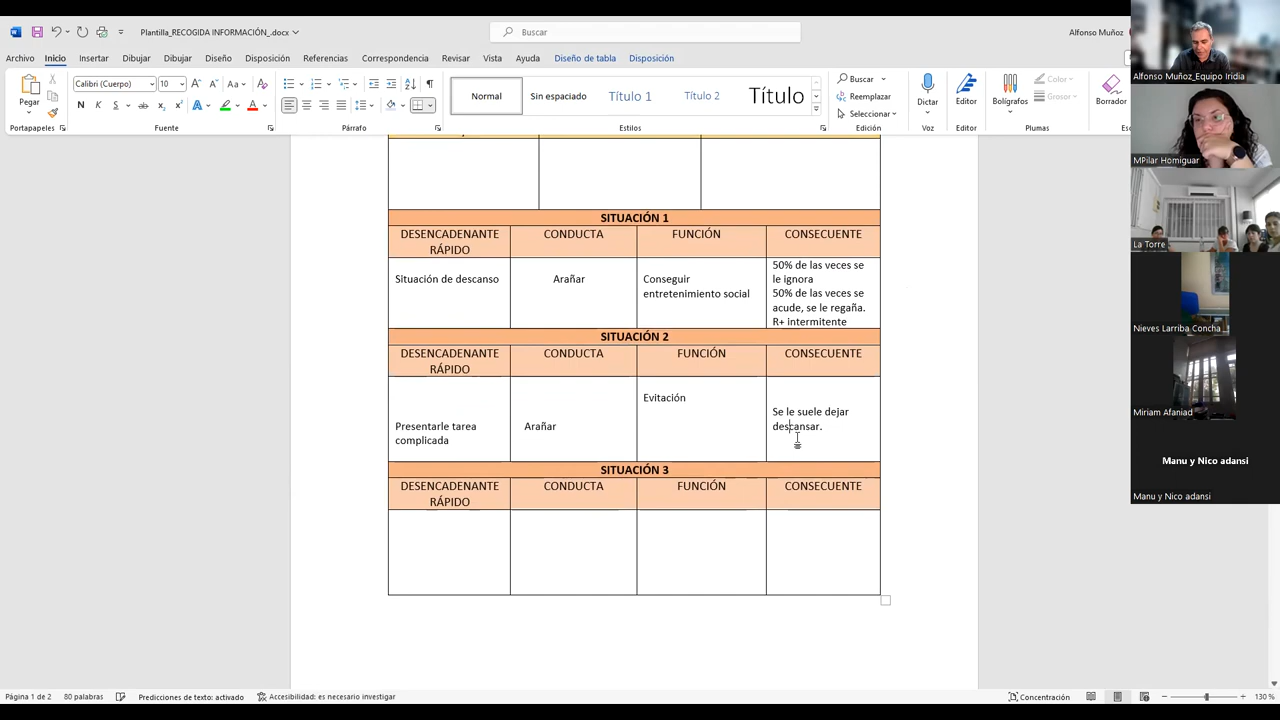 Plantilla_RECOGIDA INFORMACIÓN_.docx
Buscar
Alfonso Muñoz
Archivo Inicio Insertar Dibujar Diseño Disposición Referencias Correspondencia Revisar Vista Ayuda Diseño de tabla Disposición
Pegar
Calibri (Cuerpo) 10
Normal
Sin espaciado
Título 1
Título 2
Título
Buscar
Reemplazar
Seleccionar
Dictar
Editor
Bolígrafos
Color
Grosor
Borrador
Portapapeles
Fuente
Párrafo
Estilos
Edición
Voz
Editor
Plumas
SITUACIÓN 1
DESENCADENANTE
RÁPIDO
CONDUCTA
FUNCIÓN
CONSECUENTE
Situación de descanso
Arañar
Conseguir
entretenimiento social
50% de las veces se
le ignora
50% de las veces se
acude, se le regaña.
R+ intermitente
SITUACIÓN 2
DESENCADENANTE
RÁPIDO
CONDUCTA
FUNCIÓN
CONSECUENTE
Presentarle tarea
complicada
Arañar
Evitación
Se le suele dejar
descansar.
SITUACIÓN 3
DESENCADENANTE
RÁPIDO
CONDUCTA
FUNCIÓN
CONSECUENTE
Página 1 de 2
80 palabras
Predicciones de texto: activado
Accesibilidad: es necesario investigar
Concentración
130 %
Alfonso Muñoz_Equipo Iridia
MPilar Homiguar
La Torre
Nieves Larriba Concha
Miriam Afaniad
Manu y Nico adansi
Manu y Nico adansi